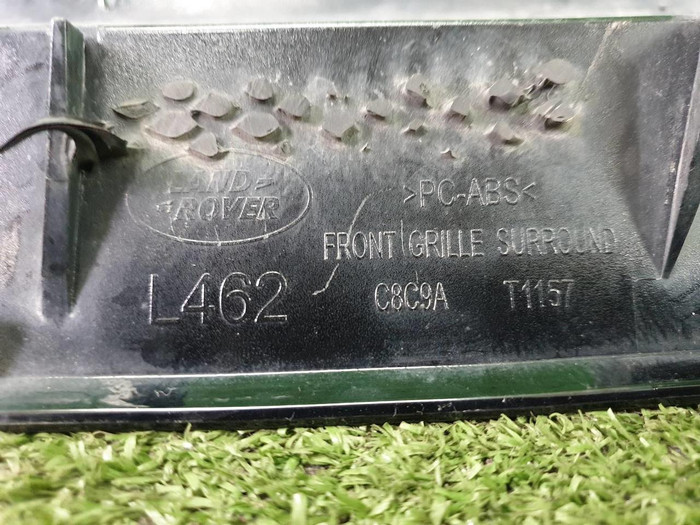 LAND
ROVER
>PC-ABS<
FRONT GRILLE SURROUND
L462
C8C9A T1157